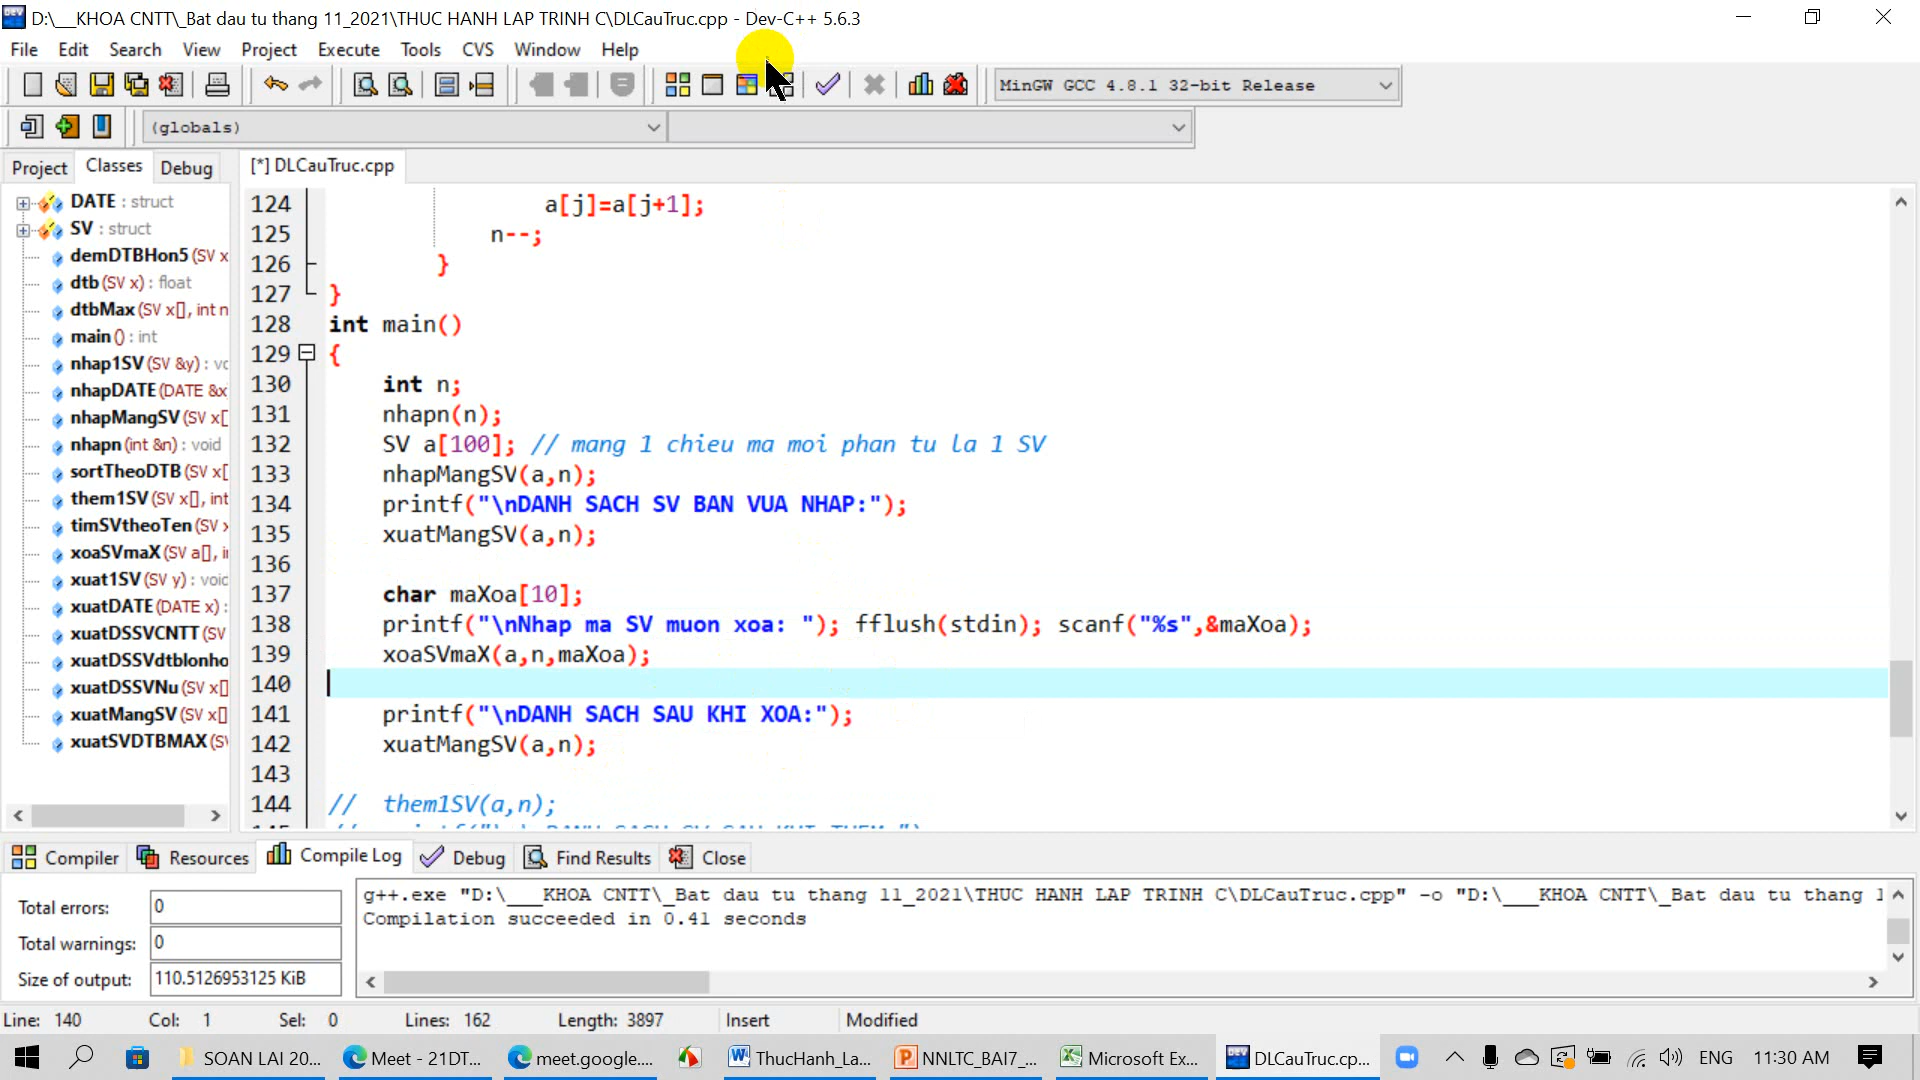 D:\___KHOA CNTT\_Bat dau tu thang 11_2021\THUC HANH LAP TRINH C\DLCauTruc.cpp - Dev-C++ 5.6.3
File Edit Search View Project Execute Tools CVS Window Help
MinGW GCC 4.8.1 32-bit Release
(globals)
Project Classes Debug
[*] DLCauTruc.cpp
DATE : struct
SV : struct
demDTBHon5 (SV x
dtb (SV x) : float
dtbMax (SV x[], int n
main () : int
nhap1SV (SV &y) : vc
nhapDATE (DATE &x
nhapMangSV (SV x[
nhapn (int &n) : void
sortTheoDTB (SV x[
them1SV (SV x[], int
timSVtheoTen (SV x
xoaSVmaX (SV a[], i
xuat1SV (SV y) : void
xuatDATE (DATE x) :
xuatDSSVCNTT (SV
xuatDSSVdtblonho
xuatDSSVNu (SV x[]
xuatMangSV (SV x[]
xuatSVDTBMAX (S
124 a[j]=a[j+1];
125 n--;
126 }
127 }
128 int main()
129 {
130 int n;
131 nhapn(n);
132 SV a[100]; // mang 1 chieu ma moi phan tu la 1 SV
133 nhapMangSV(a,n);
134 printf("\nDANH SACH SV BAN VUA NHAP:");
135 xuatMangSV(a,n);
136
137 char maXoa[10];
138 printf("\nNhap ma SV muon xoa: "); fflush(stdin); scanf("%s",&maXoa);
139 xoaSVmaX(a,n,maXoa);
140
141 printf("\nDANH SACH SAU KHI XOA:");
142 xuatMangSV(a,n);
143
144 // them1SV(a,n);
Compiler Resources Compile Log Debug Find Results Close
Total errors: 0
Total warnings: 0
Size of output: 110.5126953125 KiB
g++.exe "D:\___KHOA CNTT\_Bat dau tu thang 11_2021\THUC HANH LAP TRINH C\DLCauTruc.cpp" -o "D:\___KHOA CNTT\_Bat dau tu thang 1
Compilation succeeded in 0.41 seconds
Line: 140 Col: 1 Sel: 0 Lines: 162 Length: 3897 Insert Modified
SOAN LAI 20... Meet - 21DT... meet.google.... ThucHanh_La... NNLTC_BAI7_... Microsoft Ex... DLCauTruc.cp... ENG 11:30 AM